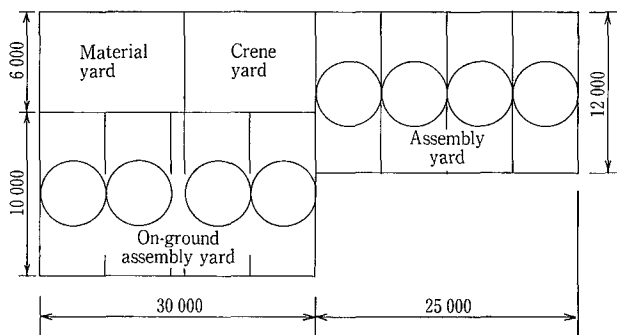 6 000
Material
yard
Crene
yard
12 000
Assembly
yard
10 000
On-ground
assembly yard
30 000
25 000